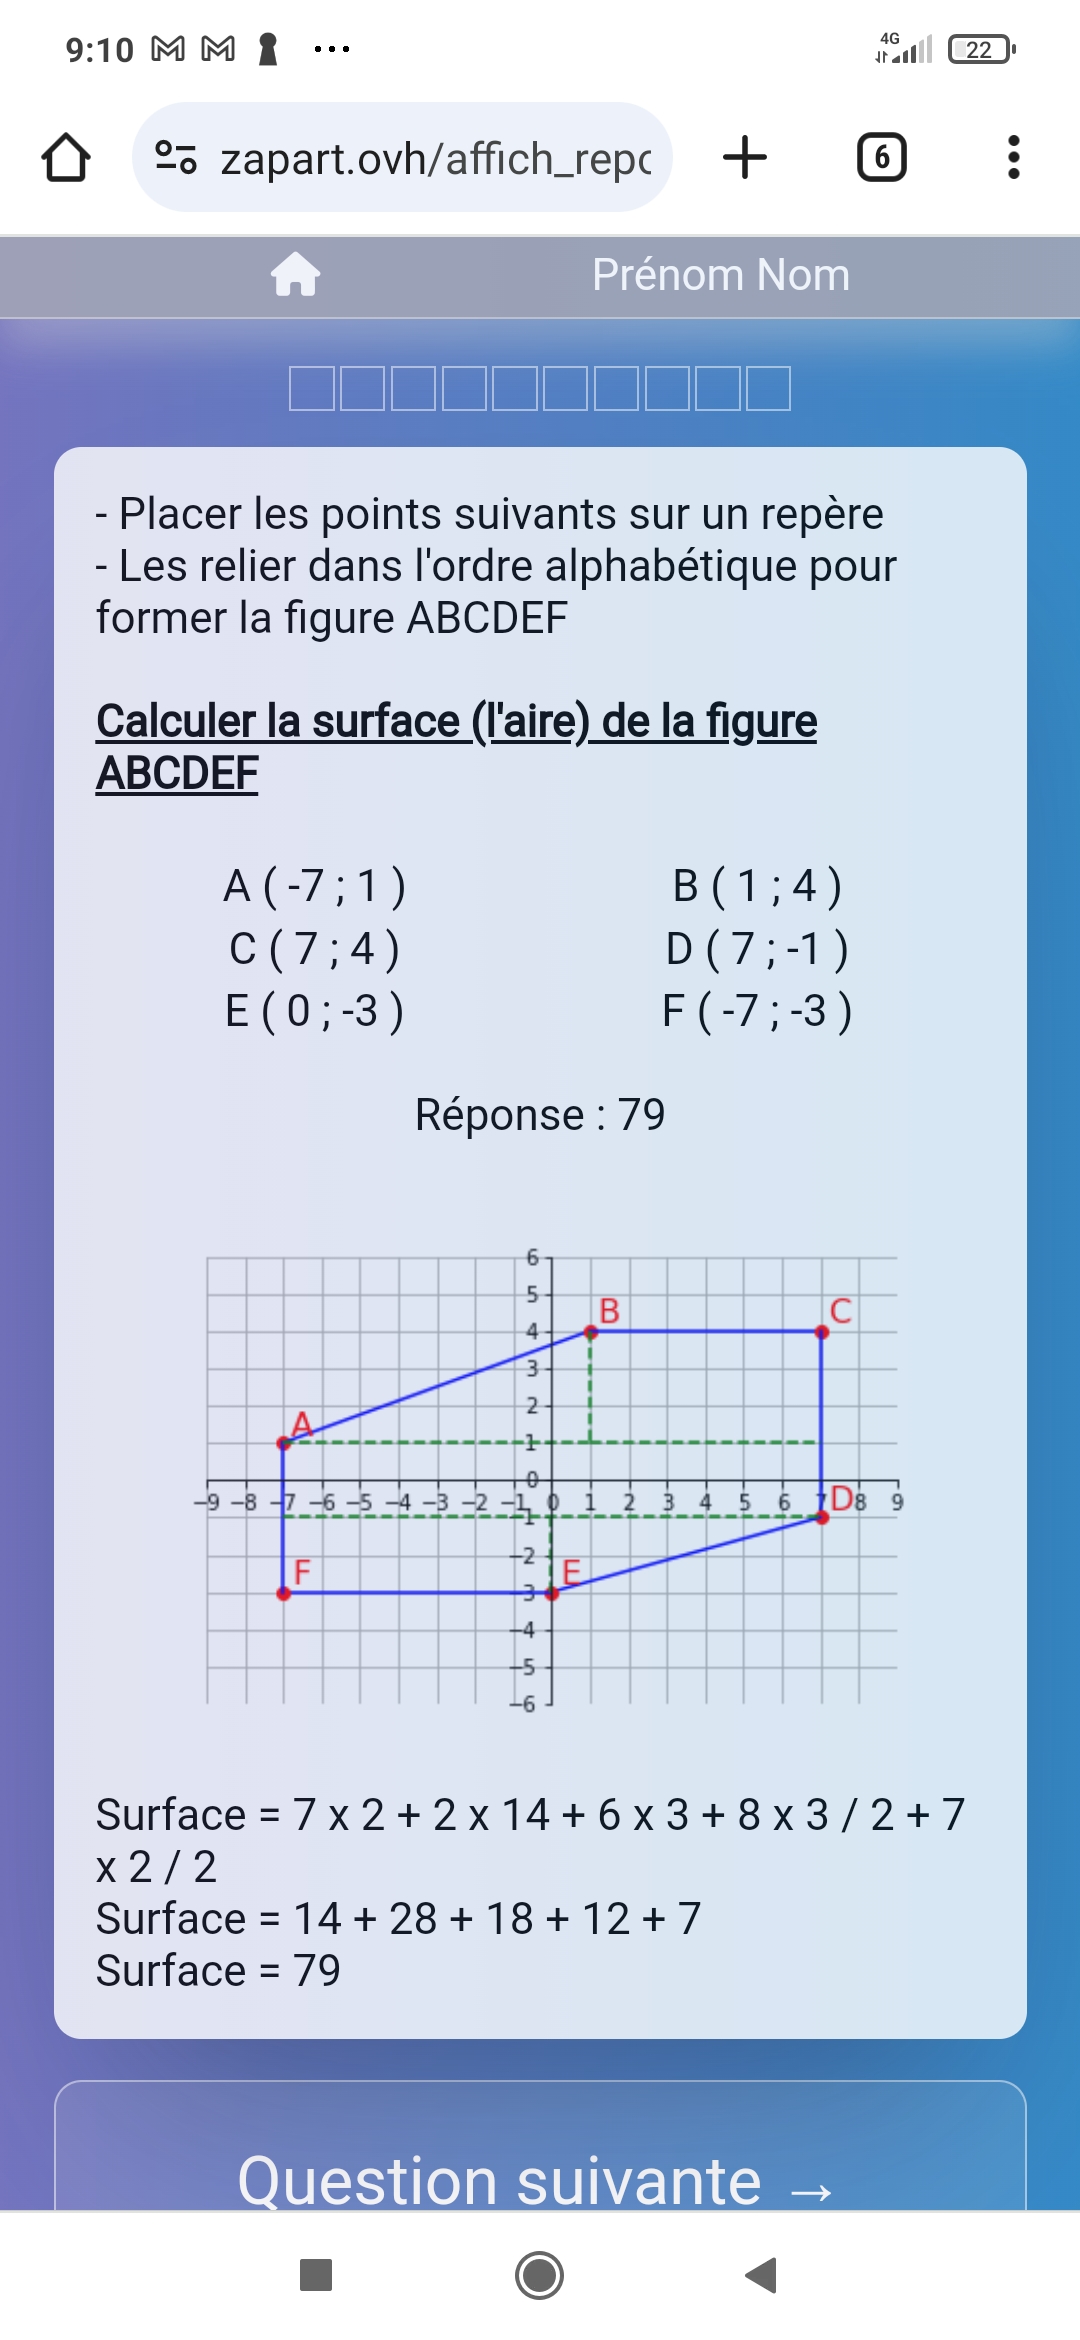 9:10
4G
22
zapart.ovh/affich_repo
6
Prénom Nom
- Placer les points suivants sur un repère
- Les relier dans l'ordre alphabétique pour
former la figure ABCDEF
Calculer la surface (l'aire) de la figure
ABCDEF
A ( -7 ; 1 ) B ( 1 ; 4 )
C ( 7 ; 4 ) D ( 7 ; -1 )
E ( 0 ; -3 ) F ( -7 ; -3 )
Réponse : 79
6
5
B C
4
3
2
A
1
0
−9 −8 −7 −6 −5 −4 −3 −2 −1 0 1 2 3 4 5 6 7 D 8 9
−1
−2
F E
−3
−4
−5
−6
Surface = 7 x 2 + 2 x 14 + 6 x 3 + 8 x 3 / 2 + 7
x 2 / 2
Surface = 14 + 28 + 18 + 12 + 7
Surface = 79
Question suivante →